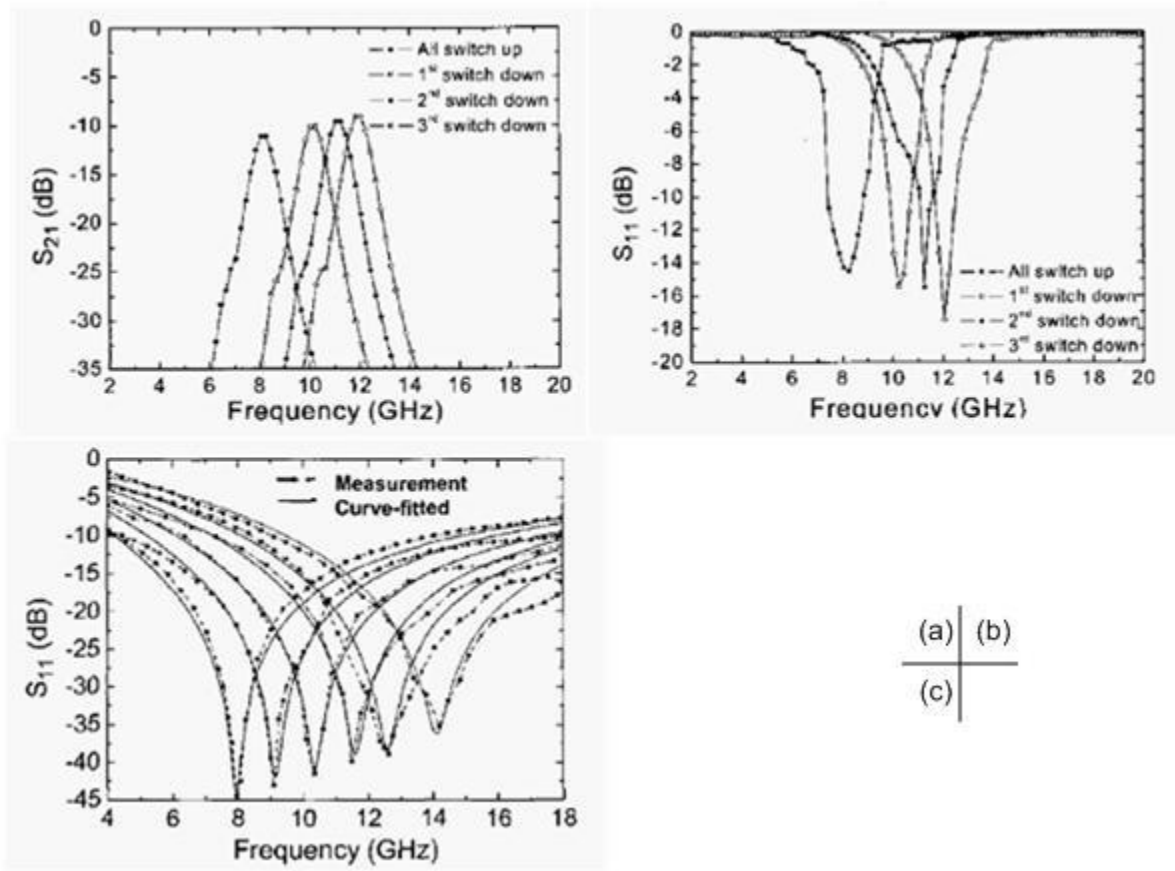 0
-5
-10
-15
-20
-25
-30
-35
S21 (dB)
All switch up
1st switch down
2nd switch down
3rd switch down
2 4 6 8 10 12 14 16 18 20
Frequency (GHz)
0
-2
-4
-6
-8
-10
-12
-14
-16
-18
-20
S11 (dB)
All switch up
1st switch down
2nd switch down
3rd switch down
2 4 6 8 10 12 14 16 18 20
Frequency (GHz)
0
-5
-10
-15
-20
-25
-30
-35
-40
-45
S11 (dB)
Measurement
Curve-fitted
4 6 8 10 12 14 16 18
Frequency (GHz)
(a) (b)
(c)